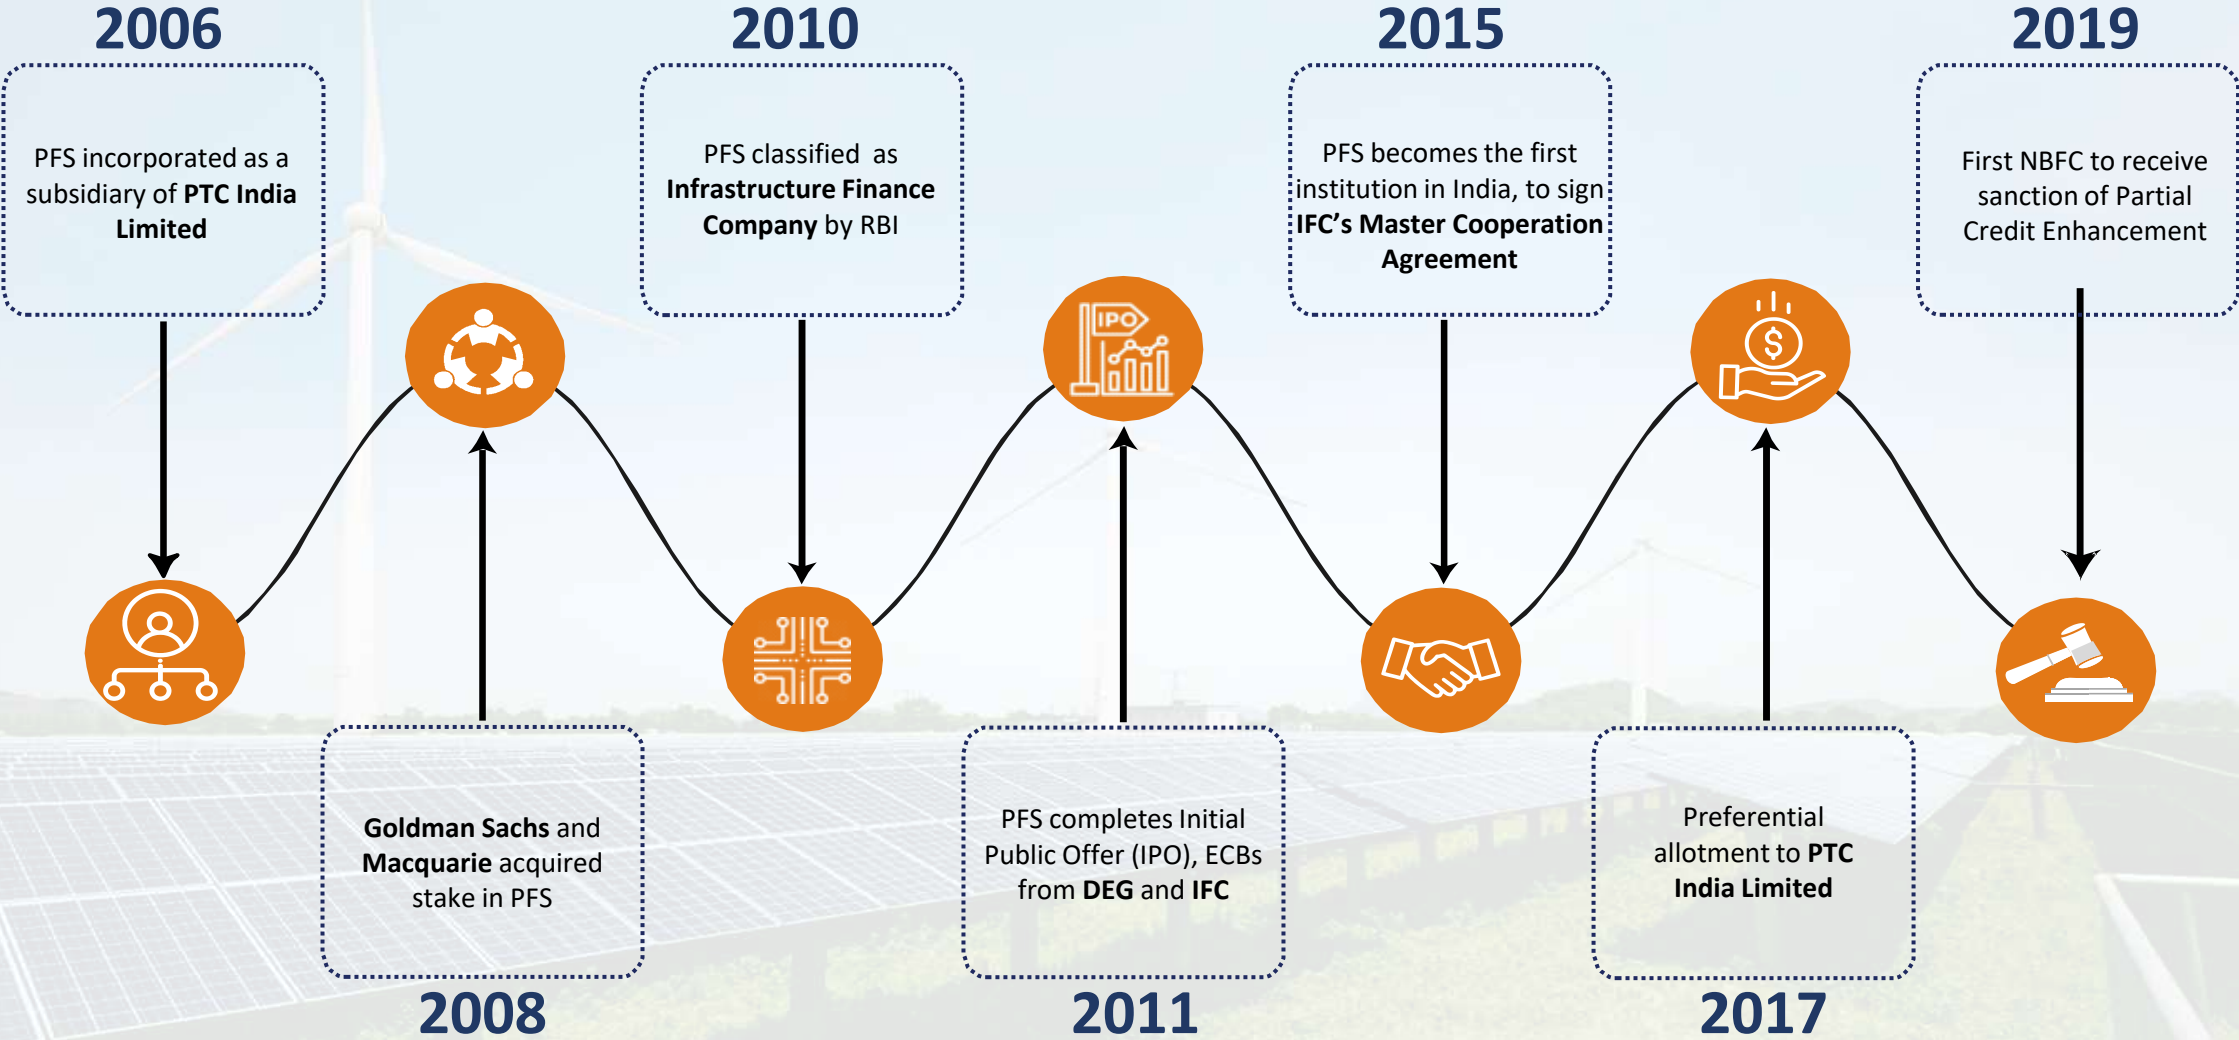 2006
PFS incorporated as a
subsidiary of PTC India
Limited
2008
Goldman Sachs and
Macquarie acquired
stake in PFS
2010
PFS classified as
Infrastructure Finance
Company by RBI
2011
IPO
PFS completes Initial
Public Offer (IPO), ECBs
from DEG and IFC
2015
PFS becomes the first
institution in India, to sign
IFC’s Master Cooperation
Agreement
2017
$
Preferential
allotment to PTC
India Limited
2019
First NBFC to receive
sanction of Partial
Credit Enhancement